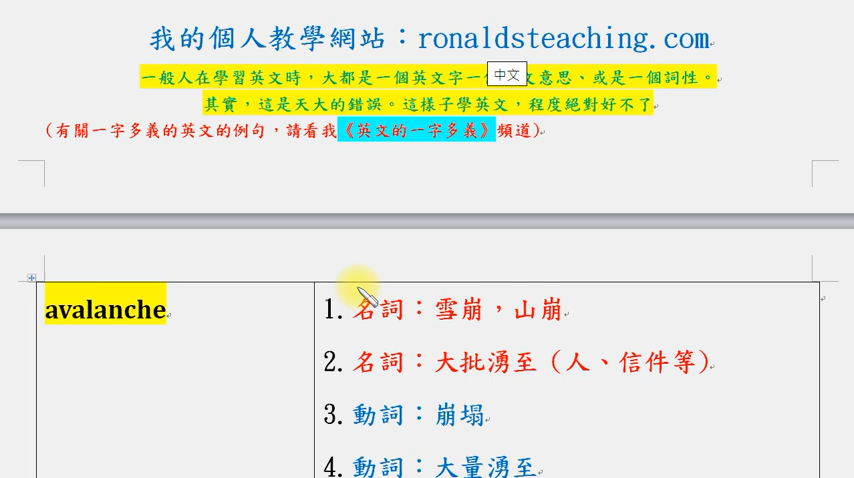 我的個人教學網站：ronaldsteaching.com
一般人在學習英文時，大都是一個英文字一個 文意思、或是一個詞性。
中文
其實，這是天大的錯誤。這樣子學英文，程度絕對好不了
(有關一字多義的英文的例句，請看我《英文的一字多義》頻道)
avalanche
1. 名詞：雪崩，山崩
2. 名詞：大批湧至 (人、信件等)
3. 動詞：崩塌
4. 動詞：大量湧至